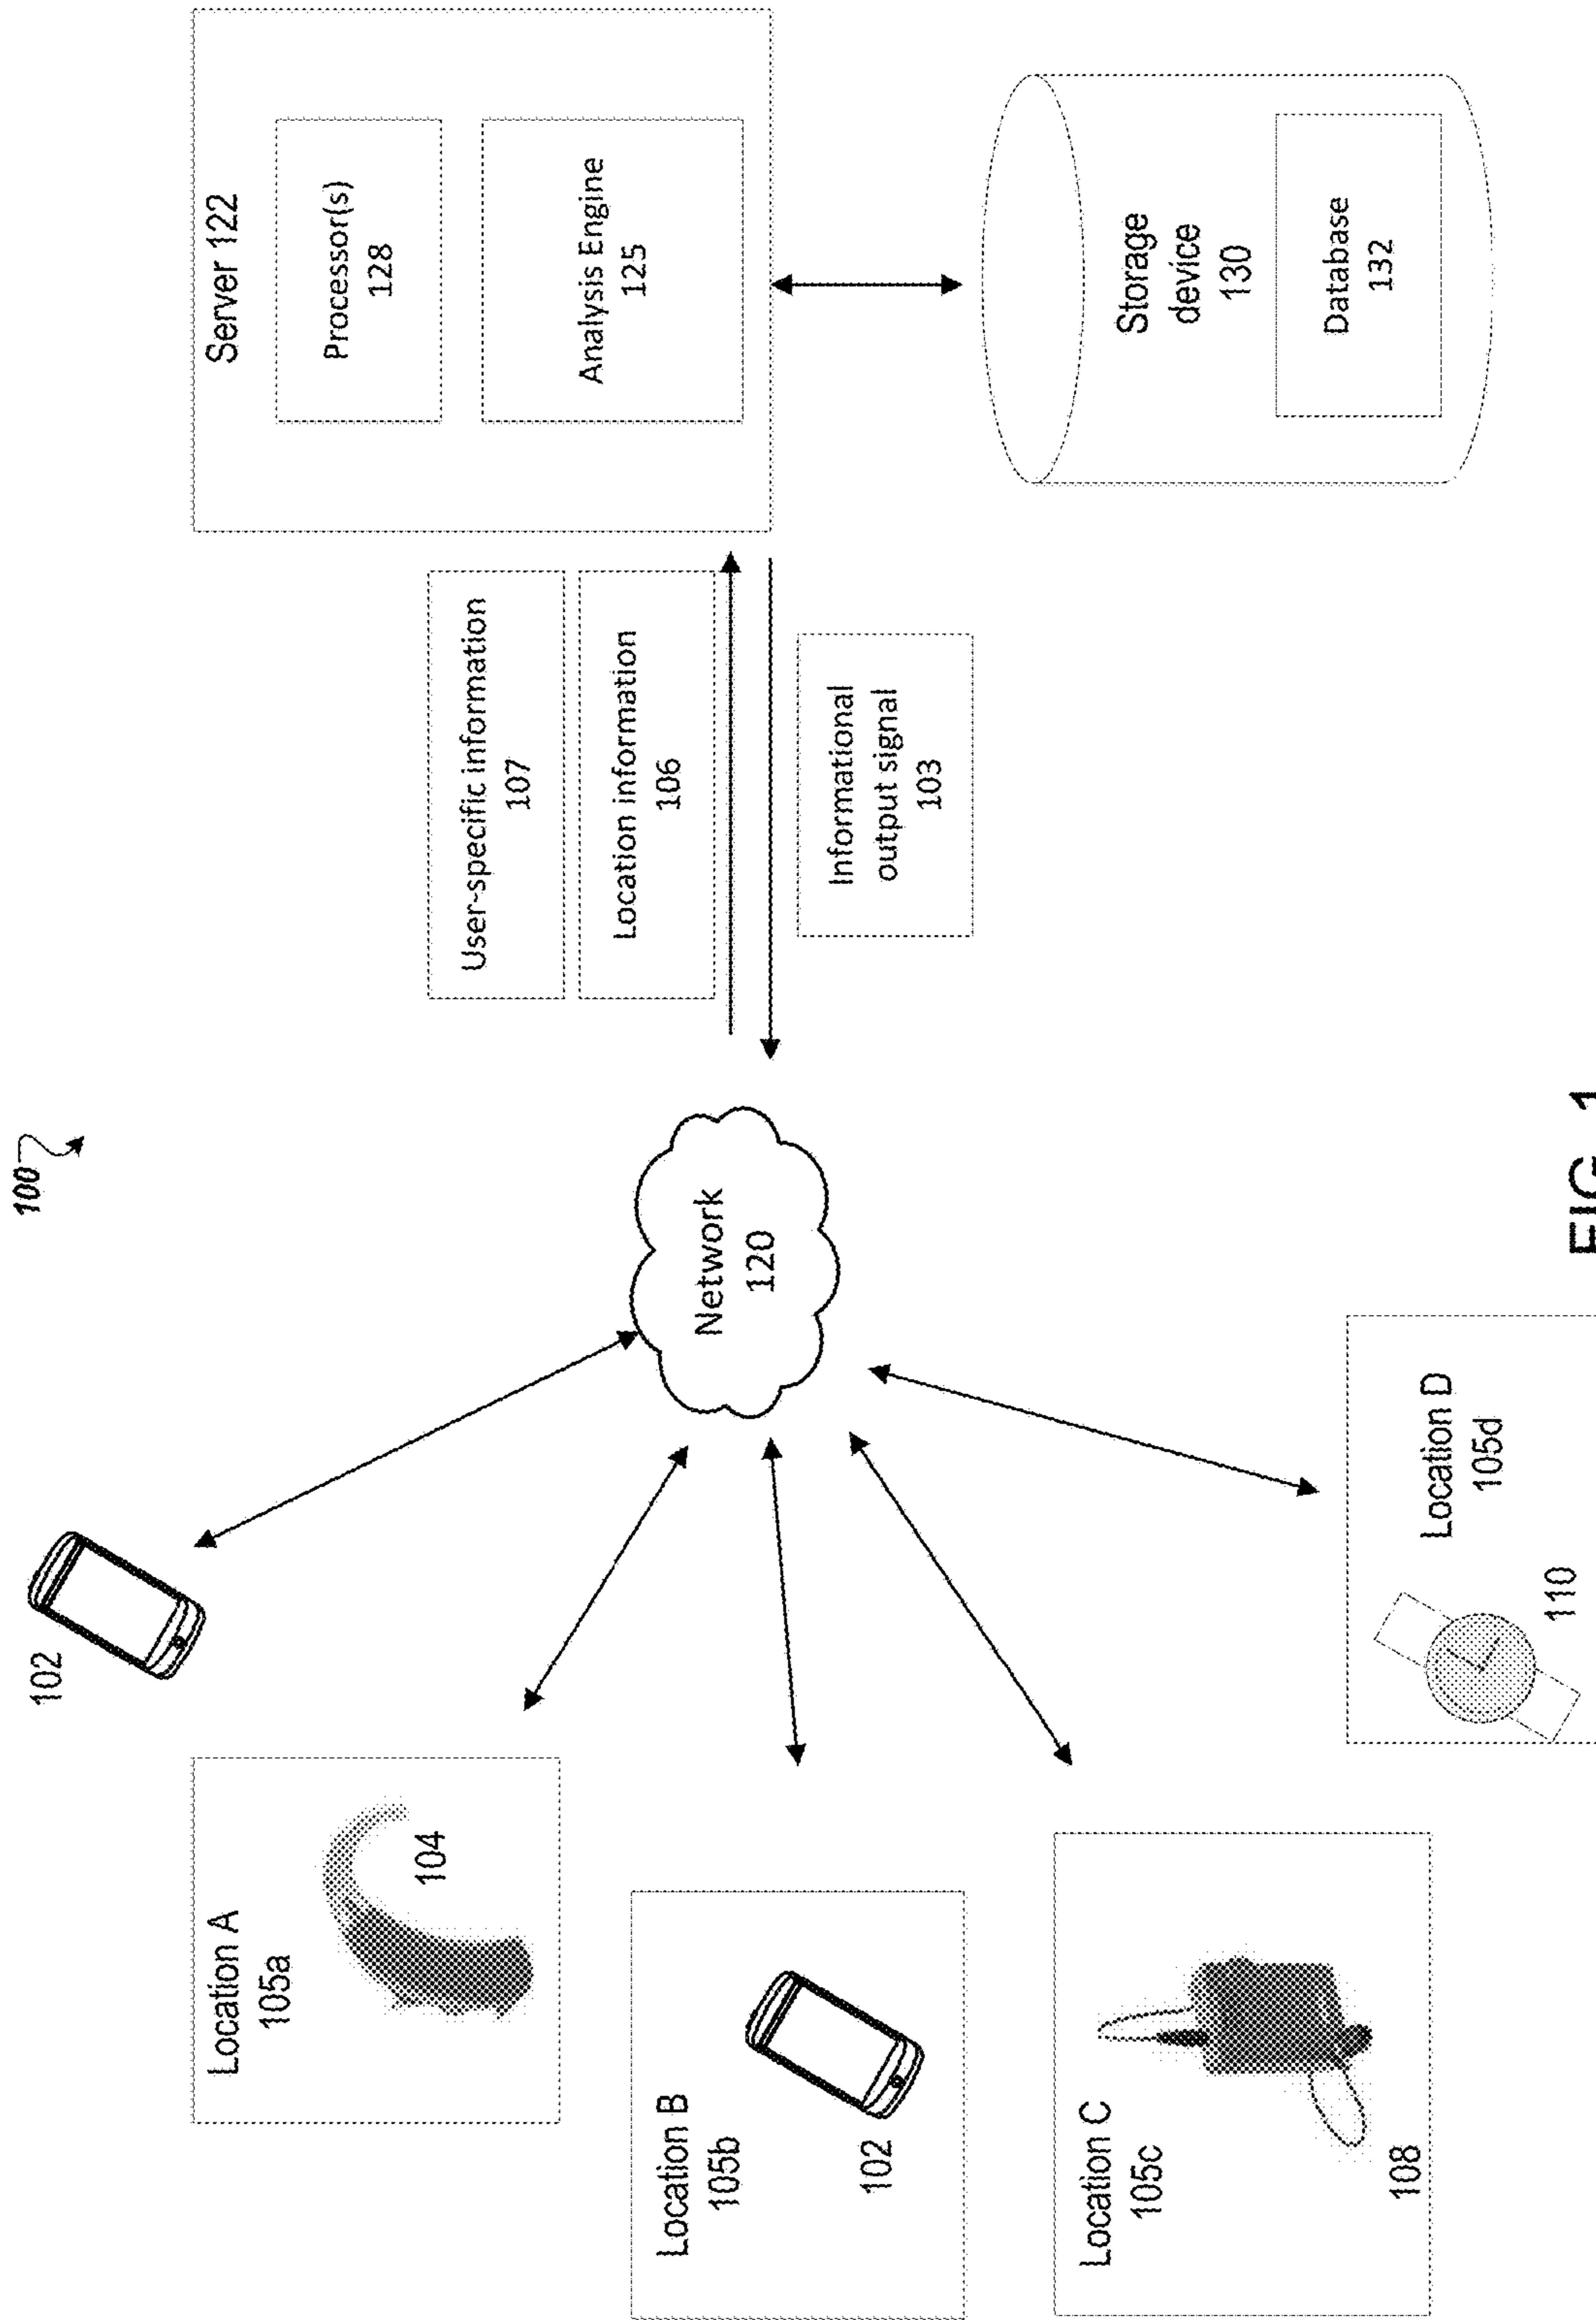 100
102
Location A
105a
104
Location B
105b
102
Location C
105c
108
Location D
105d
110
Network
120
User-specific information
107
Location information
106
Informational
output signal
103
Server 122
Processor(s)
128
Analysis Engine
125
Storage
device
130
Database
132
FIG. 1